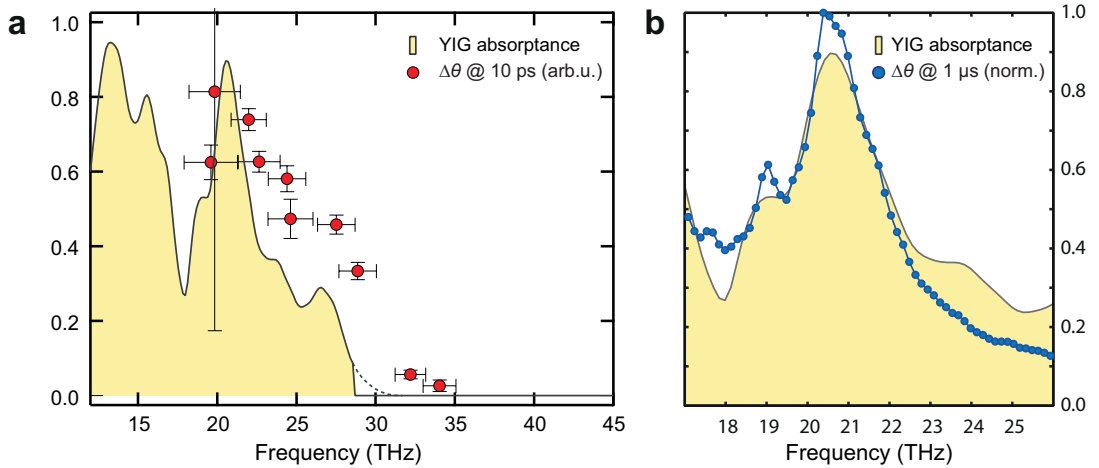 a
1.0
0.8
0.6
0.4
0.2
0.0
YIG absorptance
Δθ @ 10 ps (arb.u.)
15 20 25 30 35 40 45
Frequency (THz)
b
YIG absorptance
Δθ @ 1 µs (norm.)
1.0
0.8
0.6
0.4
0.2
0.0
18 19 20 21 22 23 24 25
Frequency (THz)